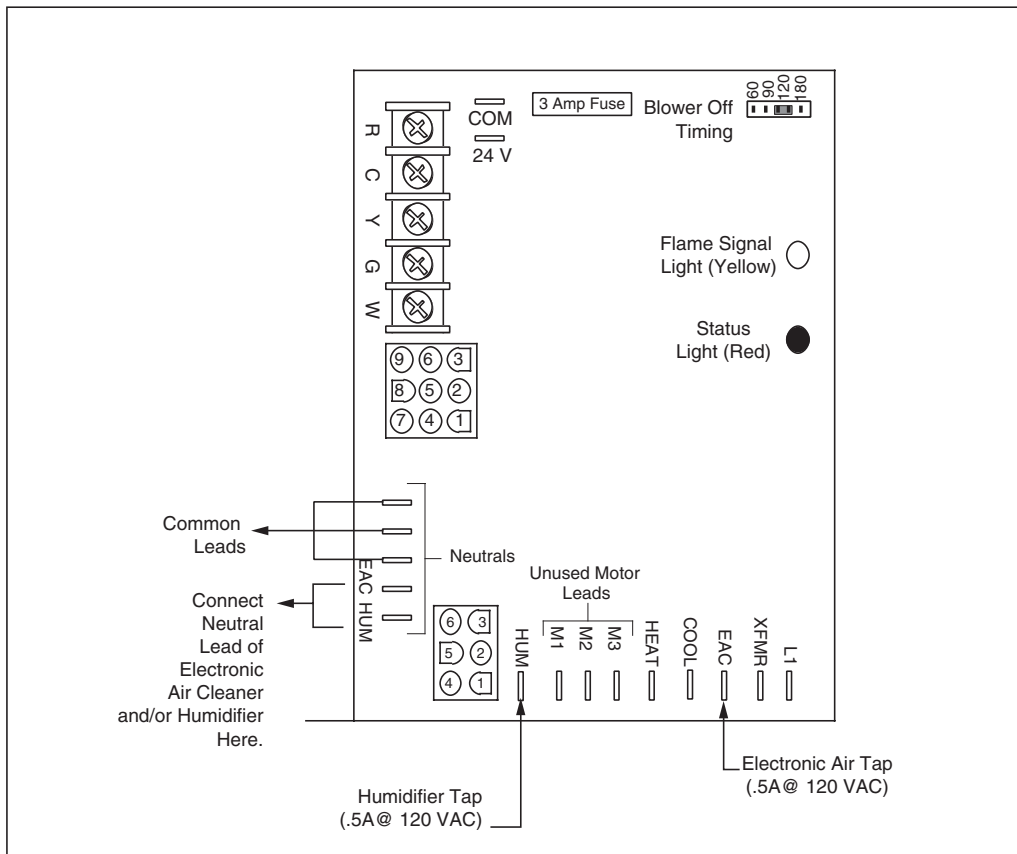 60
90
120
180
3 Amp Fuse
Blower Off
Timing
COM
24 V
R
C
Y
G
W
Flame Signal
Light (Yellow)
Status
Light (Red)
9 6 3
8 5 2
7 4 1
Common
Leads
Neutrals
EAC HUM
Connect
Neutral
Lead of
Electronic
Air Cleaner
and/or Humidifier
Here.
6 3
5 2
4 1
Unused Motor
Leads
HUM
M1
M2
M3
HEAT
COOL
EAC
XFMR
L1
Humidifier Tap
(.5A@ 120 VAC)
Electronic Air Tap
(.5A@ 120 VAC)